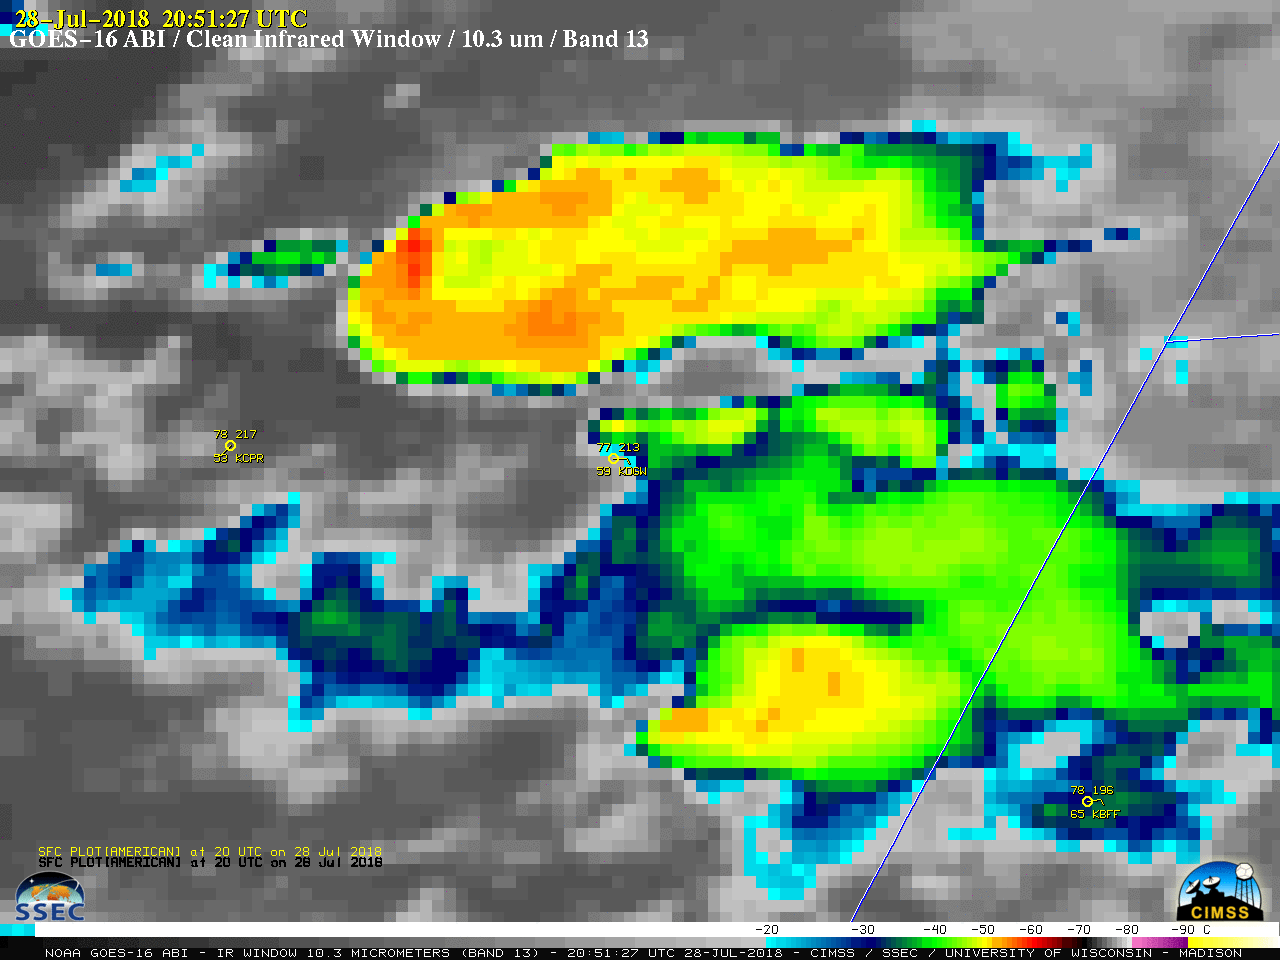 28-Jul-2018 20:51:27 UTC
GOES-16 ABI / Clean Infrared Window / 10.3 um / Band 13
78 217
53 KCPR
77 213
59 KDGW
78 196
65 KBFF
SFC PLOT[AMERICAN] at 20 UTC on 28 Jul 2018
SFC PLOT[AMERICAN] at 20 UTC on 28 Jul 2018
SSEC
CIMSS
-20 -30 -40 -50 -60 -70 -80 -90 C
NOAA GOES-16 ABI - IR WINDOW 10.3 MICROMETERS (BAND 13) - 20:51:27 UTC 28-JUL-2018 - CIMSS / SSEC / UNIVERSITY OF WISCONSIN - MADISON